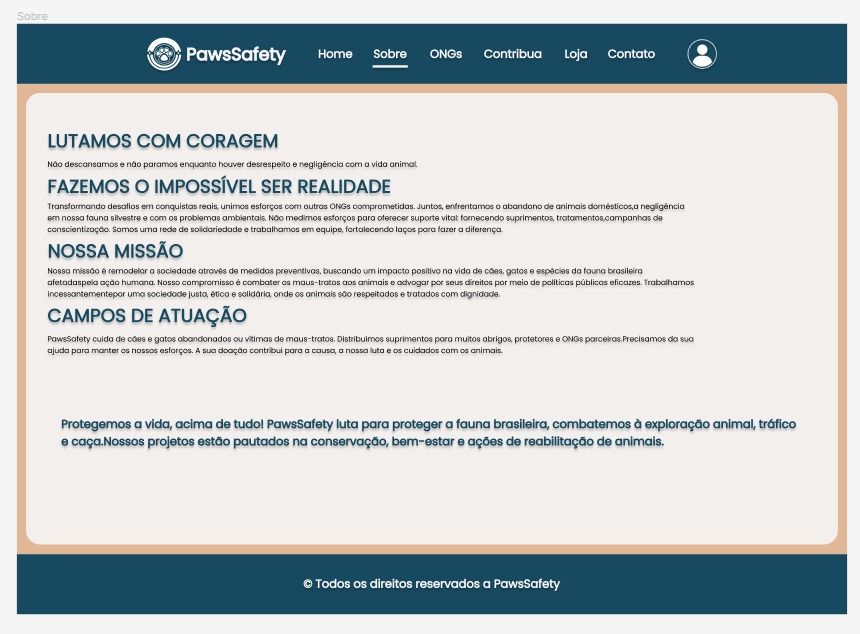 Sobre
PawsSafety
Home Sobre ONGs Contribua Loja Contato
LUTAMOS COM CORAGEM
Não descansamos e não paramos enquanto houver desrespeito e negligência com a vida animal.
FAZEMOS O IMPOSSÍVEL SER REALIDADE
Transformando desafios em conquistas reais, unimos esforços com outras ONGs comprometidas. Juntos, enfrentamos o abandono de animais domésticos,a negligência
em nossa fauna silvestre e com os problemas ambientais. Não medimos esforços para oferecer suporte vital: fornecendo suprimentos, tratamentos,campanhas de
conscientização. Somos uma rede de solidariedade e trabalhamos em equipe, fortalecendo laços para fazer a diferença.
NOSSA MISSÃO
Nossa missão é remodelar a sociedade através de medidas preventivas, buscando um impacto positivo na vida de cães, gatos e espécies da fauna brasileira
afetadaspela ação humana. Nosso compromisso é combater os maus-tratos aos animais e advogar por seus direitos por meio de políticas públicas eficazes. Trabalhamos
incessantementepor uma sociedade justa, ética e solidária, onde os animais são respeitados e tratados com dignidade.
CAMPOS DE ATUAÇÃO
PawsSafety cuida de cães e gatos abandonados ou vítimas de maus-tratos. Distribuímos suprimentos para muitos abrigos, protetores e ONGs parceiras.Precisamos da sua
ajuda para manter os nossos esforços. A sua doação contribui para a causa, a nossa luta e os cuidados com os animais.
Protegemos a vida, acima de tudo! PawsSafety luta para proteger a fauna brasileira, combatemos à exploração animal, tráfico
e caça.Nossos projetos estão pautados na conservação, bem-estar e ações de reabilitação de animais.
© Todos os direitos reservados a PawsSafety